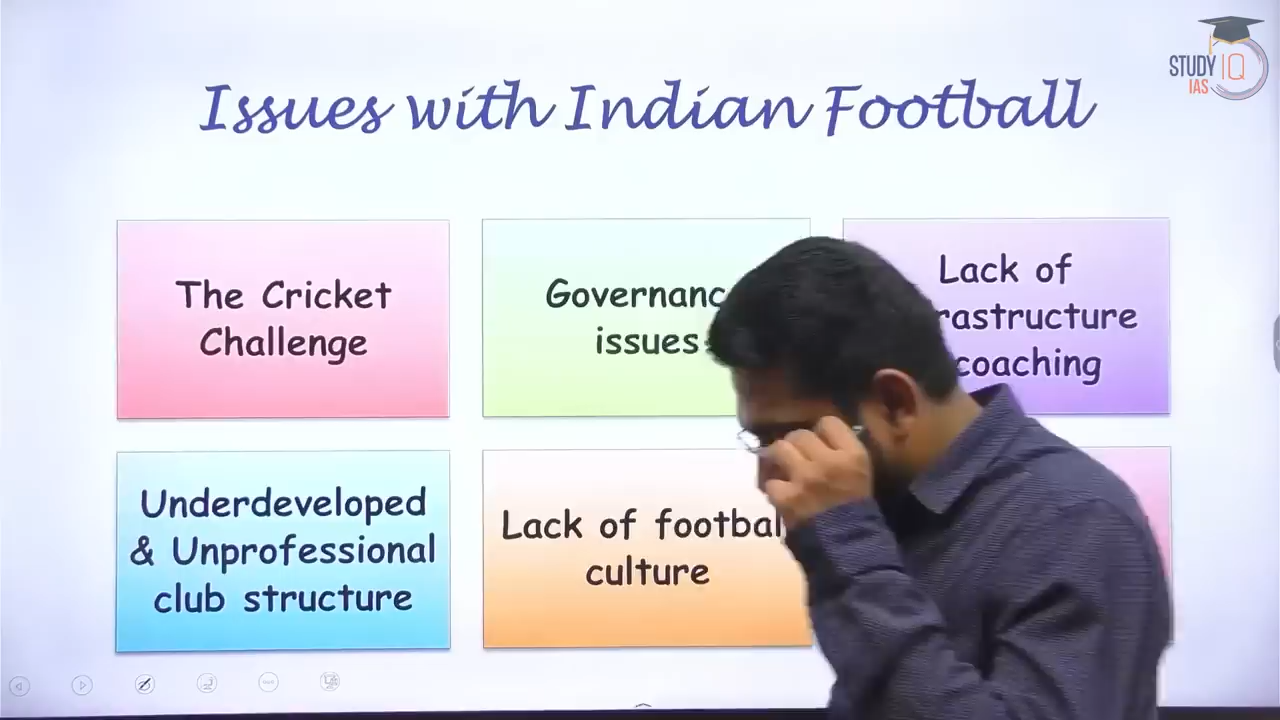 STUDY IQ
IAS
Issues with Indian Football
The Cricket
Challenge
Governanc
issues
Lack of
rastructure
coaching
Underdeveloped
& Unprofessional
club structure
Lack of footbal
culture